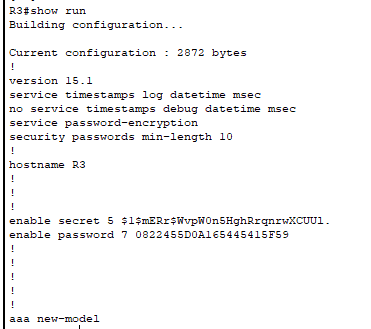 R3#show run
Building configuration...
Current configuration : 2872 bytes
!
version 15.1
service timestamps log datetime msec
no service timestamps debug datetime msec
service password-encryption
security passwords min-length 10
!
hostname R3
!
!
!
enable secret 5 $1$mERr$WvpW0n5HghRrqnrwXCUUl.
enable password 7 0822455D0A165445415F59
!
!
!
!
!
aaa new-model